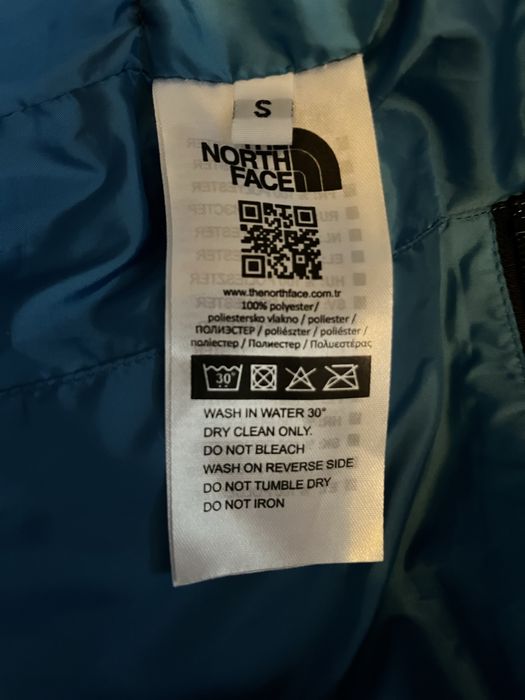 S
THE
NORTH
FACE
www.thenorthface.com.tr
100% polyester /
poliestersko vlakno / poliester /
ПОЛИЭСТЕР / poliészter / poliéster /
poliectep / Полиестер / Πολυεστέρας
30°
WASH IN WATER 30°
DRY CLEAN ONLY.
DO NOT BLEACH
WASH ON REVERSE SIDE
DO NOT TUMBLE DRY
DO NOT IRON